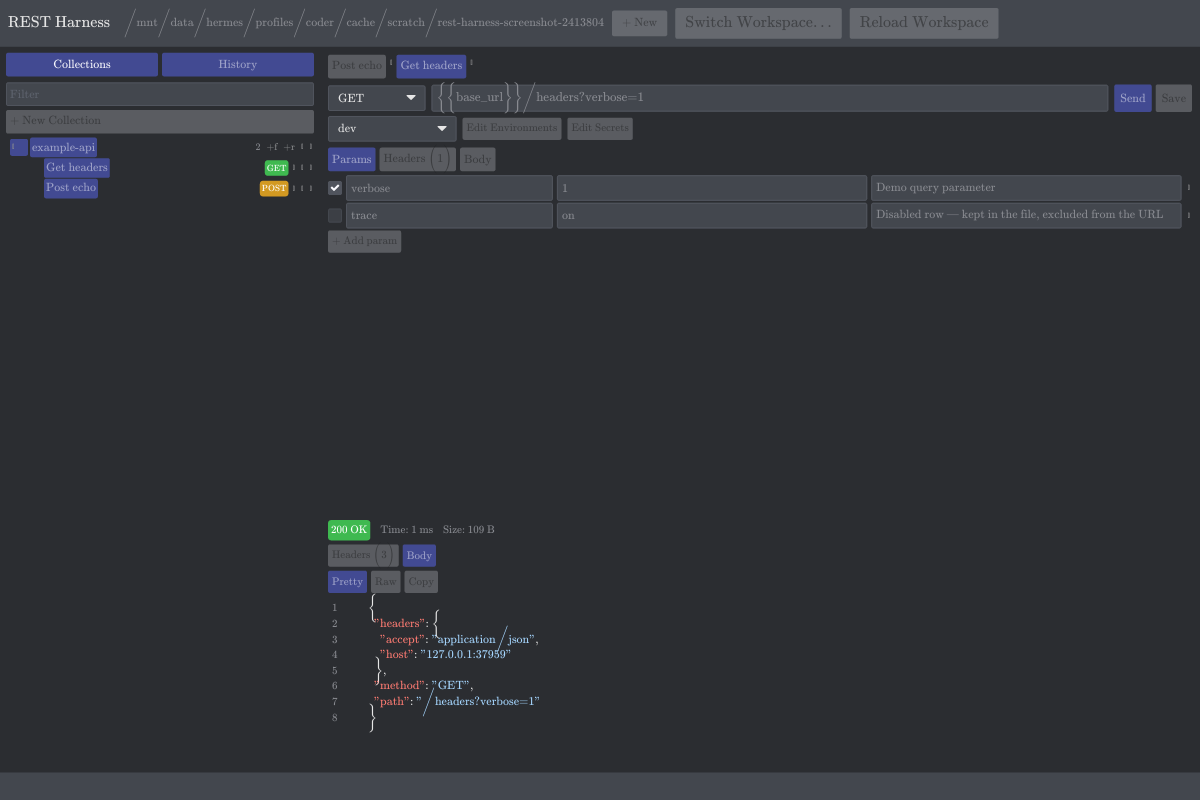 REST Harness /mnt/data/hermes/profiles/coder/cache/scratch/rest-harness-screenshot-2413804 + New Switch Workspace... Reload Workspace
Collections History
Filter
+ New Collection
example-api 2 +f +r
Get headers GET
Post echo POST
Post echo Get headers
GET {{base_url}}/headers?verbose=1 Send Save
dev Edit Environments Edit Secrets
Params Headers (1) Body
verbose 1 Demo query parameter
trace on Disabled row — kept in the file, excluded from the URL
+ Add param
200 OK Time: 1 ms Size: 109 B
Headers (3) Body
Pretty Raw Copy
1 {
2 "headers": {
3 "accept": "application/json",
4 "host": "127.0.0.1:37959"
5 },
6 "method": "GET",
7 "path": "/headers?verbose=1"
8 }